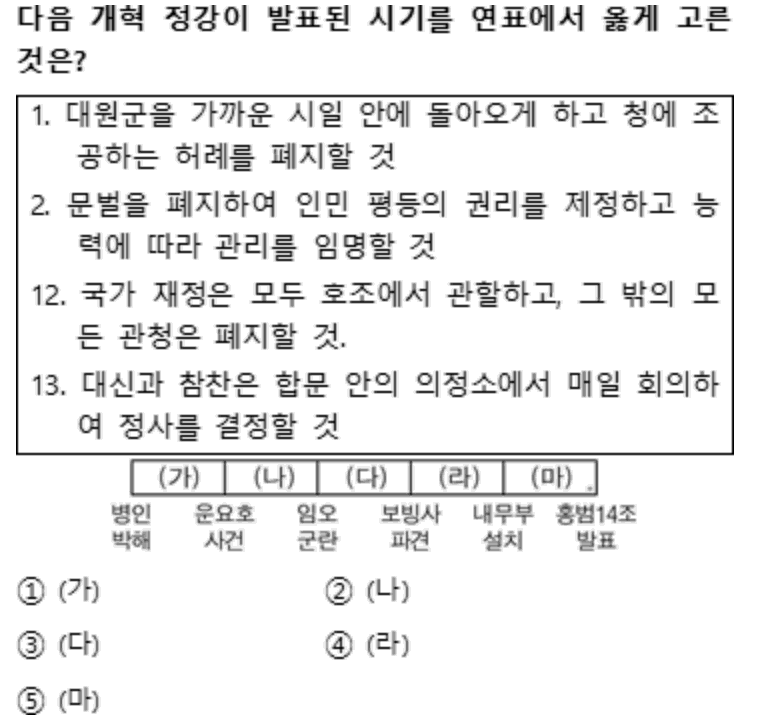 다음 개혁 정강이 발표된 시기를 연표에서 옳게 고른
것은?
1. 대원군을 가까운 시일 안에 돌아오게 하고 청에 조
공하는 허례를 폐지할 것
2. 문벌을 폐지하여 인민 평등의 권리를 제정하고 능
력에 따라 관리를 임명할 것
12. 국가 재정은 모두 호조에서 관할하고, 그 밖의 모
든 관청은 폐지할 것.
13. 대신과 참찬은 합문 안의 의정소에서 매일 회의하
여 정사를 결정할 것
(가) (나) (다) (라) (마) .
병인 운요호 임오 보빙사 내무부 홍범14조
박해 사건 군란 파견 설치 발표
① (가) ② (나)
③ (다) ④ (라)
⑤ (마)